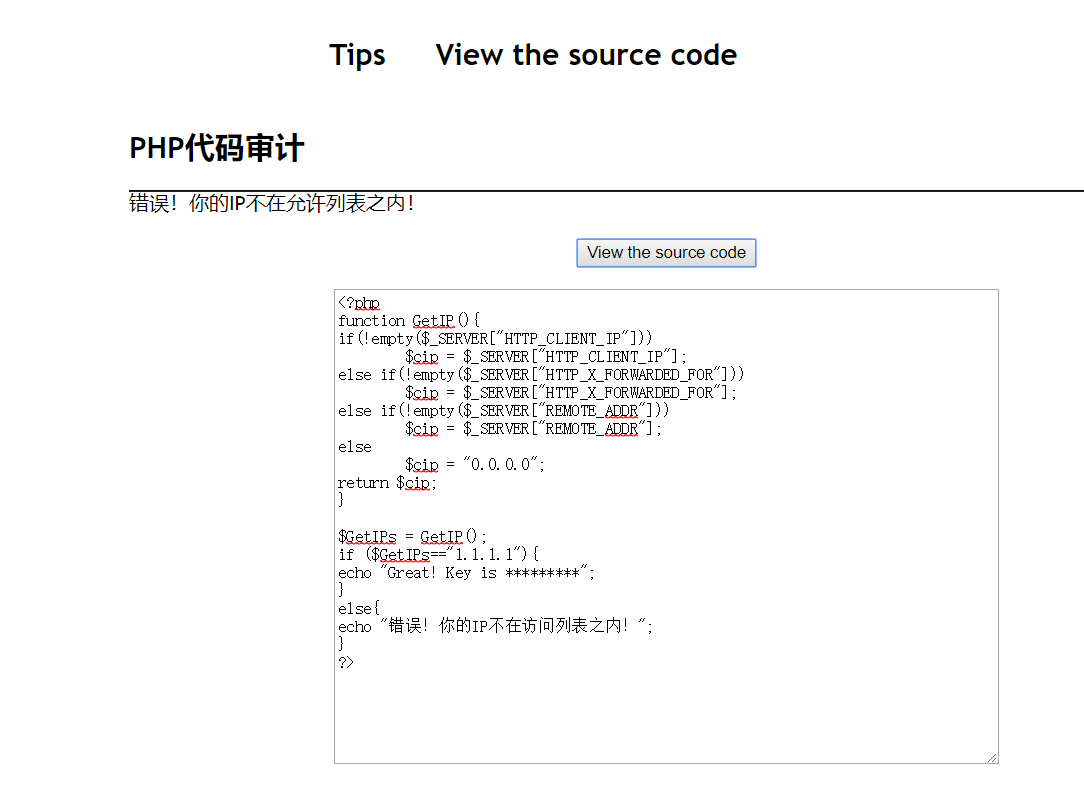 Tips View the source code
PHP代码审计
错误！你的IP不在允许列表之内！
View the source code
<?php
function GetIP(){
if(!empty($_SERVER["HTTP_CLIENT_IP"]))
	$cip = $_SERVER["HTTP_CLIENT_IP"];
else if(!empty($_SERVER["HTTP_X_FORWARDED_FOR"]))
	$cip = $_SERVER["HTTP_X_FORWARDED_FOR"];
else if(!empty($_SERVER["REMOTE_ADDR"]))
	$cip = $_SERVER["REMOTE_ADDR"];
else
	$cip = "0.0.0.0";
return $cip;
}

$GetIPs = GetIP();
if ($GetIPs=="1.1.1.1"){
echo "Great! Key is *********";
}
else{
echo "错误！你的IP不在访问列表之内！";
}
?>